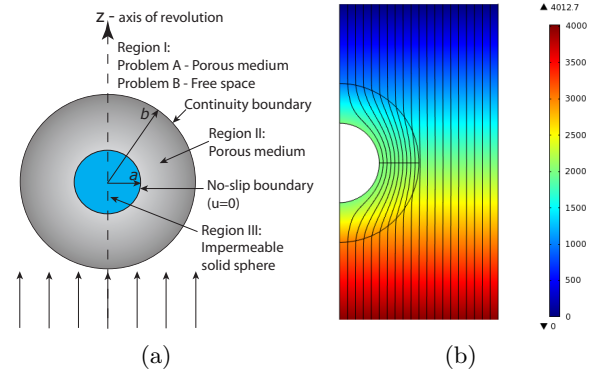 z - axis of revolution
Region I:
Problem A - Porous medium
Problem B - Free space
Continuity boundary
b
Region II:
Porous medium
a
No-slip boundary
(u=0)
Region III:
Impermeable
solid sphere
(a)
▲ 4012.7
4000
3500
3000
2500
2000
1500
1000
500
0
▼ 0
(b)